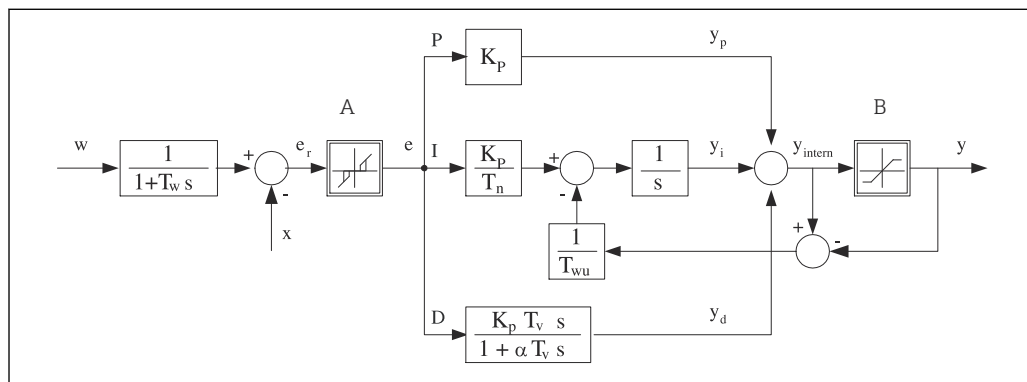 P
y_p
K_P
A
B
w
1
1+T_w s
+
-
e_r
e
I
K_P
T_n
+
-
1
s
y_i
y_intern
y
x
1
T_wu
+
-
D
K_p T_v s
1 + α T_v s
y_d